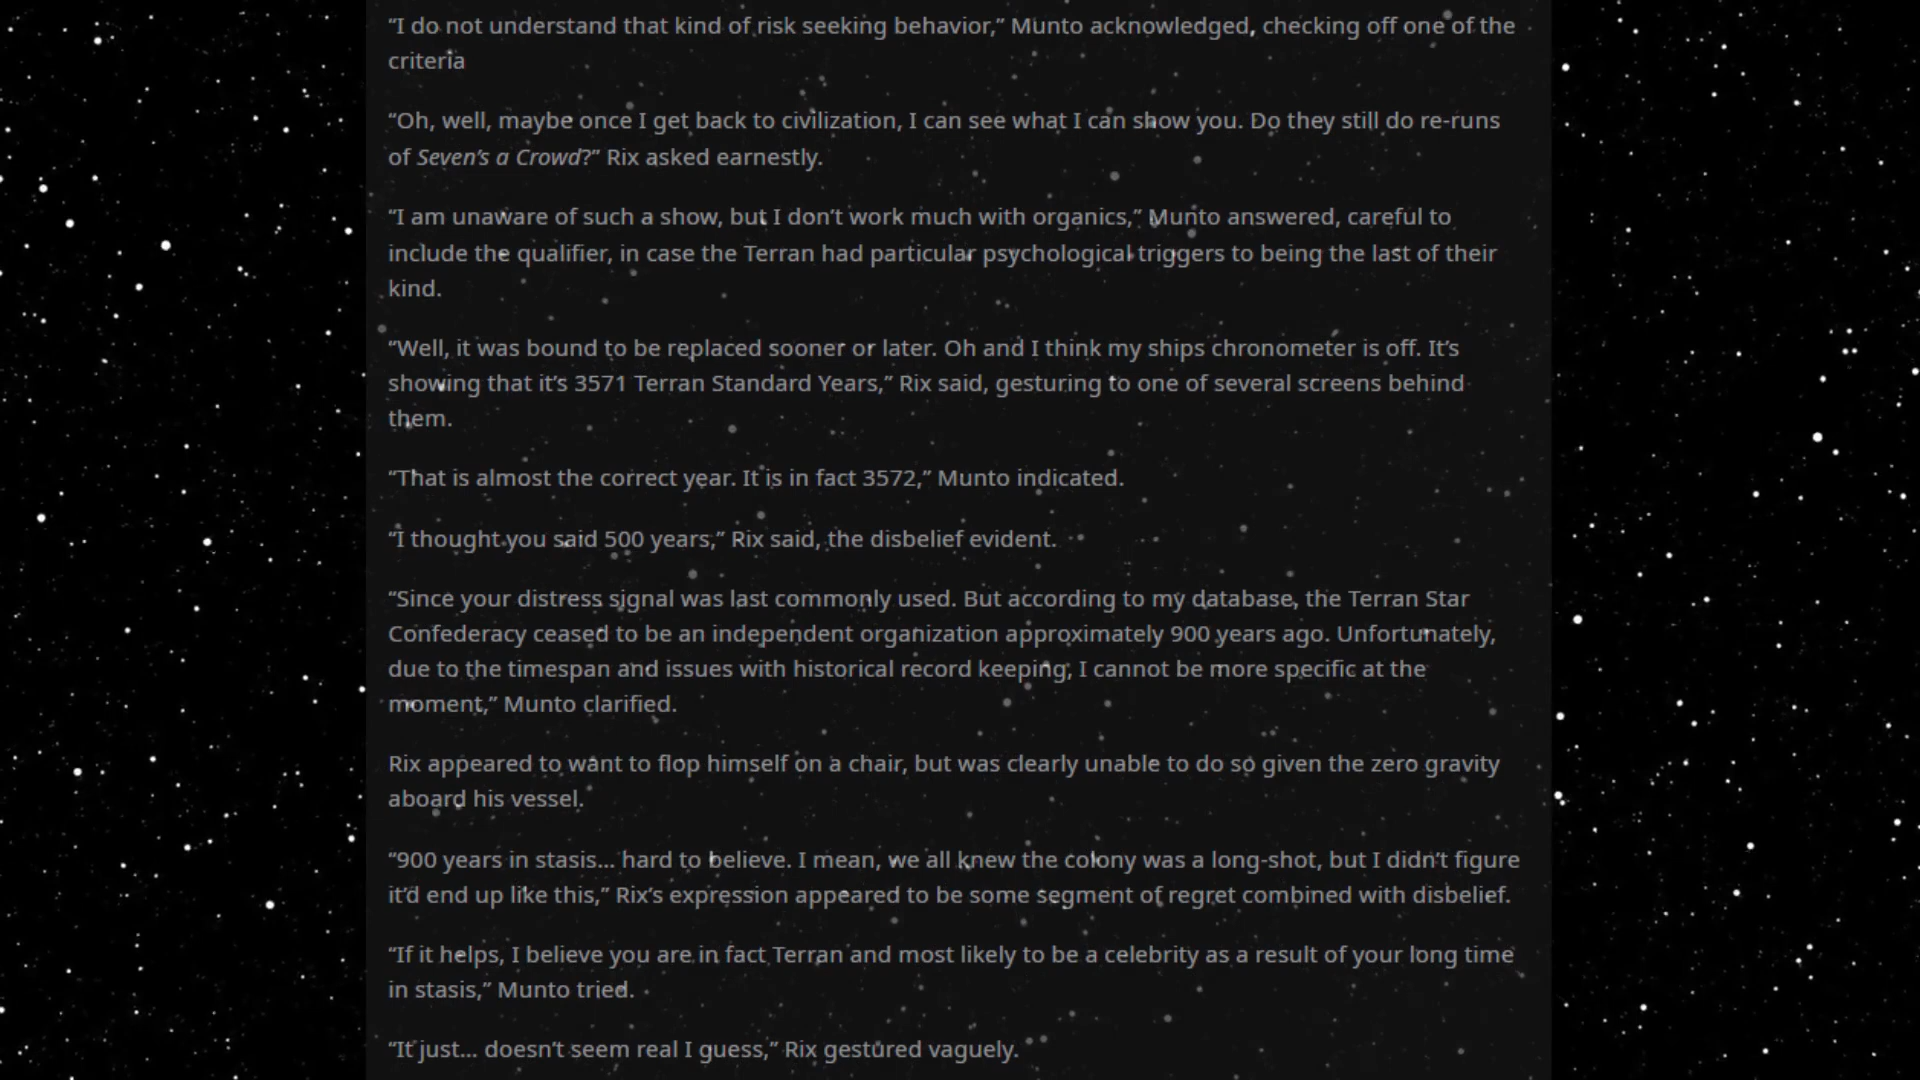 “I do not understand that kind of risk seeking behavior,” Munto acknowledged, checking off one of the
criteria
“Oh, well, maybe once I get back to civilization, I can see what I can show you. Do they still do re-runs
of Seven’s a Crowd?” Rix asked earnestly.
“I am unaware of such a show, but I don’t work much with organics,” Munto answered, careful to
include the qualifier, in case the Terran had particular psychological triggers to being the last of their
kind.
“Well, it was bound to be replaced sooner or later. Oh and I think my ships chronometer is off. It’s
showing that it’s 3571 Terran Standard Years,” Rix said, gesturing to one of several screens behind
them.
“That is almost the correct year. It is in fact 3572,” Munto indicated.
“I thought you said 500 years,” Rix said, the disbelief evident.
“Since your distress signal was last commonly used. But according to my database, the Terran Star
Confederacy ceased to be an independent organization approximately 900 years ago. Unfortunately,
due to the timespan and issues with historical record keeping, I cannot be more specific at the
moment,” Munto clarified.
Rix appeared to want to flop himself on a chair, but was clearly unable to do so given the zero gravity
aboard his vessel.
“900 years in stasis… hard to believe. I mean, we all knew the colony was a long-shot, but I didn’t figure
it’d end up like this,” Rix’s expression appeared to be some segment of regret combined with disbelief.
“If it helps, I believe you are in fact Terran and most likely to be a celebrity as a result of your long time
in stasis,” Munto tried.
“It just… doesn’t seem real I guess,” Rix gestured vaguely.